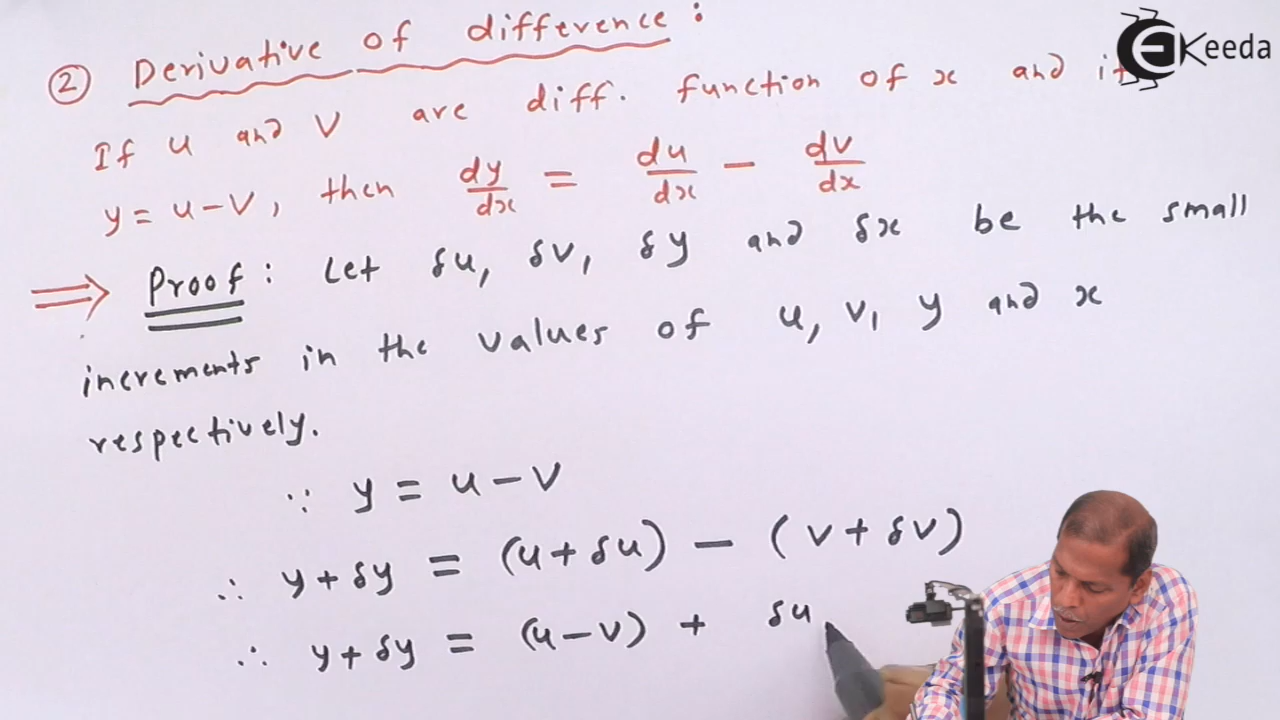 Ekeeda
② Derivative of difference :
If u and v are diff. function of x and if
y = u - v, then dy/dx = du/dx - dv/dx
⇒ Proof : Let δu, δv, δy and δx be the small
increments in the values of u, v, y and x
respectively.
∵ y = u - v
∴ y + δy = (u + δu) - (v + δv)
∴ y + δy = (u - v) + δu